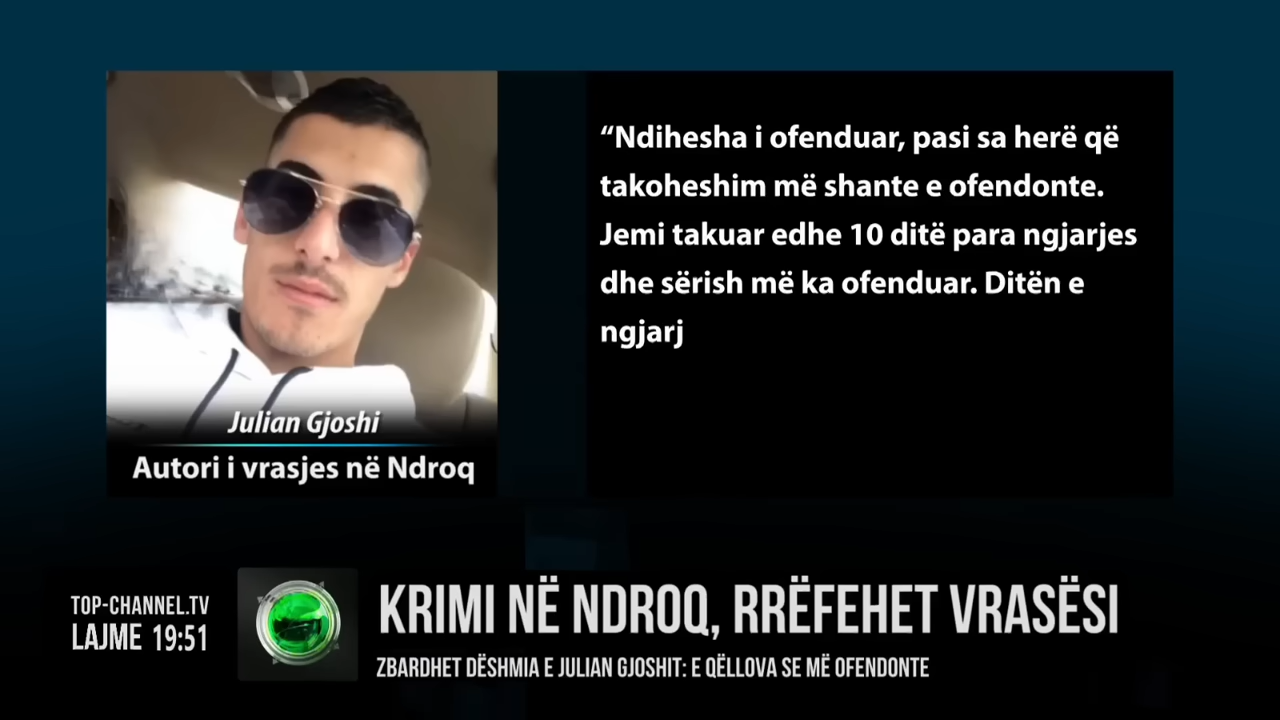 “Ndihesha i ofenduar, pasi sa herë që
takoheshim më shante e ofendonte.
Jemi takuar edhe 10 ditë para ngjarjes
dhe sërish më ka ofenduar. Ditën e
ngjarj
Julian Gjoshi
Autori i vrasjes në Ndroq
TOP-CHANNEL.TV
LAJME 19:51
KRIMI NË NDROQ, RRËFEHET VRASËSI
ZBARDHET DËSHMIA E JULIAN GJOSHIT: E QËLLOVA SE MË OFENDONTE